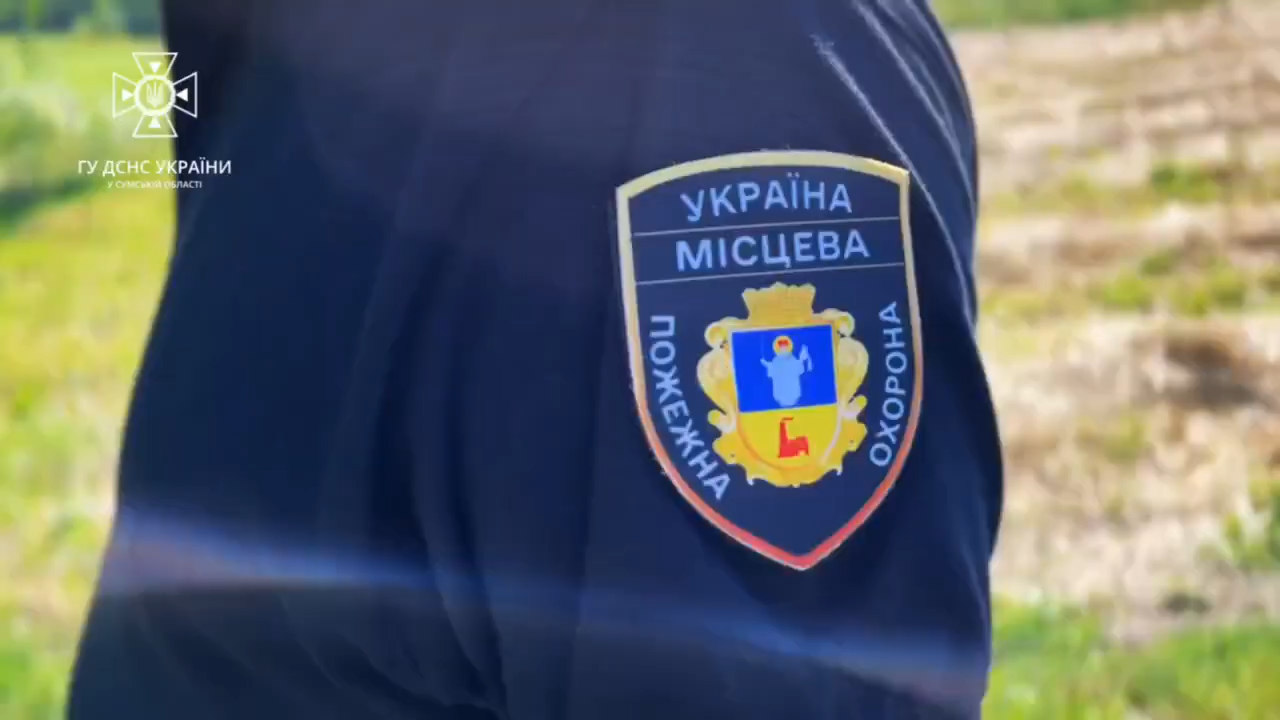 ГУ ДСНС УКРАЇНИ
У СУМСЬКІЙ ОБЛАСТІ
УКРАЇНА
МІСЦЕВА
ПОЖЕЖНА
ОХОРОНА